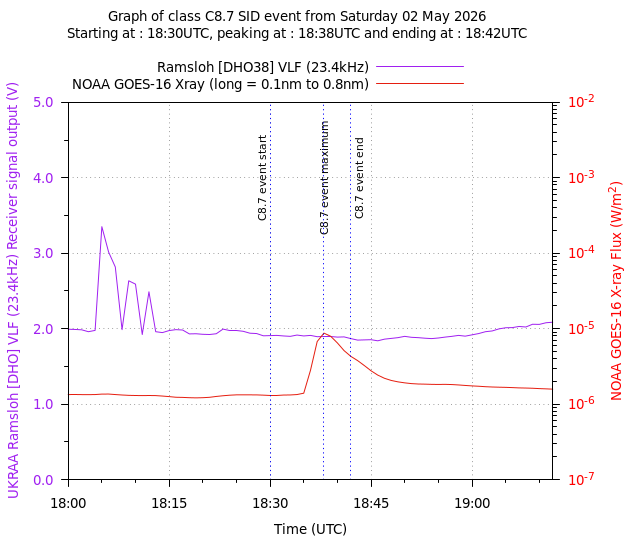 Graph of class C8.7 SID event from Saturday 02 May 2026
Starting at : 18:30UTC, peaking at : 18:38UTC and ending at : 18:42UTC
Ramsloh [DHO38] VLF (23.4kHz)
NOAA GOES-16 Xray (long = 0.1nm to 0.8nm)
UKRAA Ramsloh [DHO] VLF (23.4kHz) Receiver signal output (V)
5.0
4.0
3.0
2.0
1.0
0.0
C8.7 event start
C8.7 event maximum
C8.7 event end
10-2
10-3
10-4
10-5
10-6
10-7
NOAA GOES-16 X-ray Flux (W/m2)
18:00
18:15
18:30
18:45
19:00
Time (UTC)